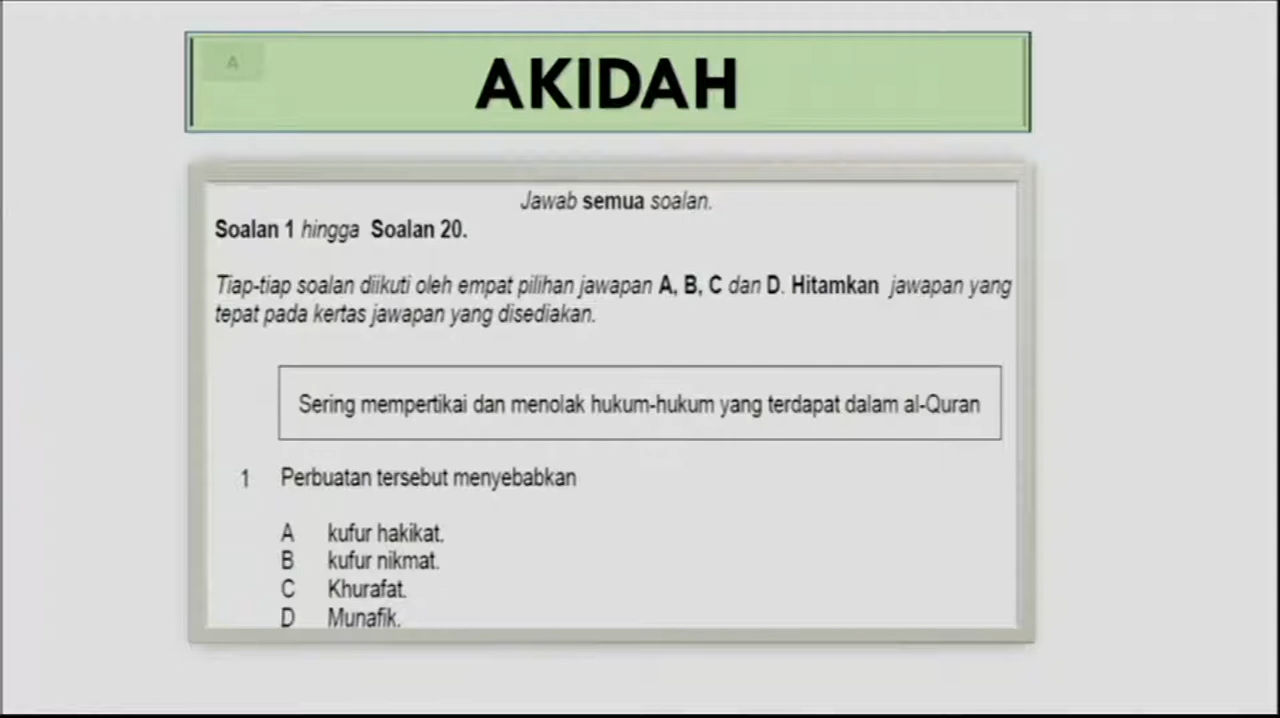 A
AKIDAH
Jawab semua soalan.
Soalan 1 hingga Soalan 20.
Tiap-tiap soalan diikuti oleh empat pilihan jawapan A, B, C dan D. Hitamkan jawapan yang
tepat pada kertas jawapan yang disediakan.
Sering mempertikai dan menolak hukum-hukum yang terdapat dalam al-Quran
1 Perbuatan tersebut menyebabkan
A kufur hakikat.
B kufur nikmat.
C Khurafat.
D Munafik.